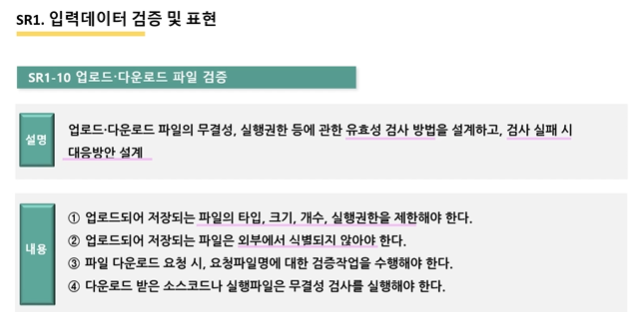 SR1. 입력데이터 검증 및 표현
SR1-10 업로드·다운로드 파일 검증
설명
업로드·다운로드 파일의 무결성, 실행권한 등에 관한 유효성 검사 방법을 설계하고, 검사 실패 시
대응방안 설계
내용
① 업로드되어 저장되는 파일의 타입, 크기, 개수, 실행권한을 제한해야 한다.
② 업로드되어 저장되는 파일은 외부에서 식별되지 않아야 한다.
③ 파일 다운로드 요청 시, 요청파일명에 대한 검증작업을 수행해야 한다.
④ 다운로드 받은 소스코드나 실행파일은 무결성 검사를 실행해야 한다.